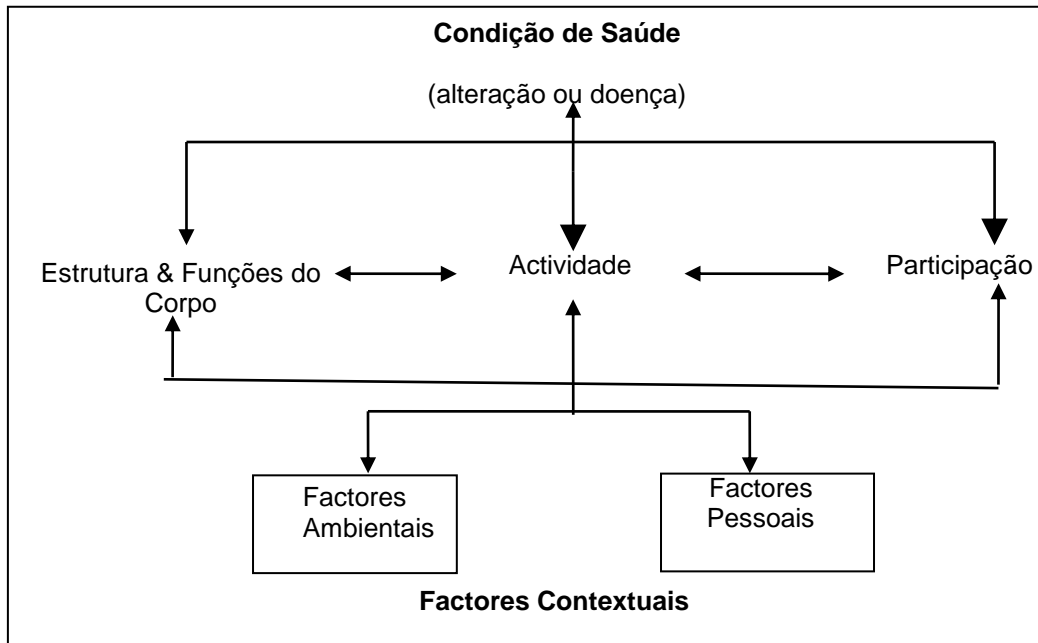 Condição de Saúde
(alteração ou doença)
Estrutura & Funções do
Corpo
Actividade
Participação
Factores
Ambientais
Factores
Pessoais
Factores Contextuais